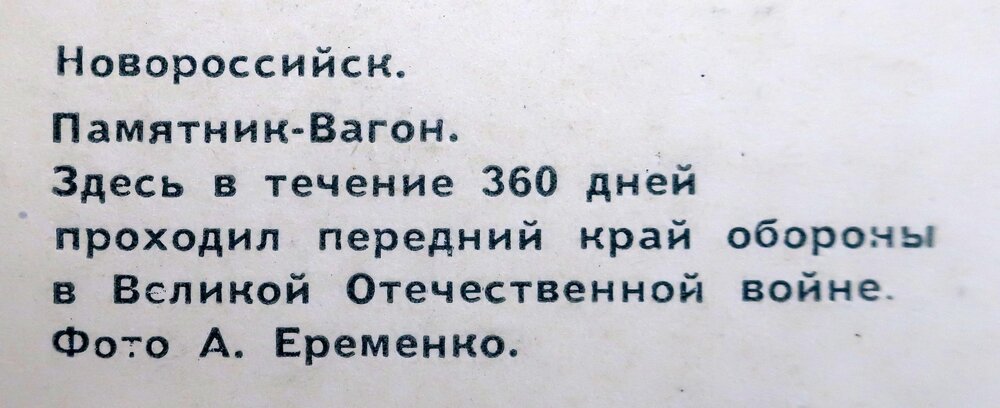 Новороссийск.
Памятник-Вагон.
Здесь в течение 360 дней
проходил передний край обороны
в Великой Отечественной войне.
Фото А. Еременко.